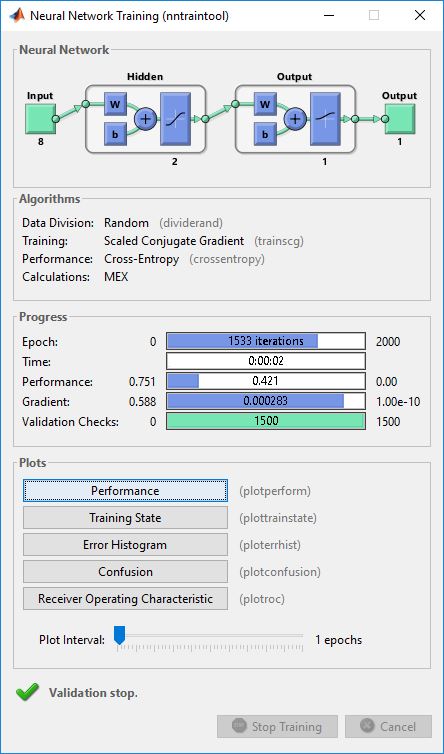 Neural Network Training (nntraintool)
Neural Network
Hidden Output
Input Output
W W
b b
+ +
8 2 1 1
Algorithms
Data Division: Random (dividerand)
Training: Scaled Conjugate Gradient (trainscg)
Performance: Cross-Entropy (crossentropy)
Calculations: MEX
Progress
Epoch: 0 1533 iterations 2000
Time: 0:00:02
Performance: 0.751 0.421 0.00
Gradient: 0.588 0.000283 1.00e-10
Validation Checks: 0 1500 1500
Plots
Performance (plotperform)
Training State (plottrainstate)
Error Histogram (ploterrhist)
Confusion (plotconfusion)
Receiver Operating Characteristic (plotroc)
Plot Interval: 1 epochs
Validation stop.
Stop Training Cancel